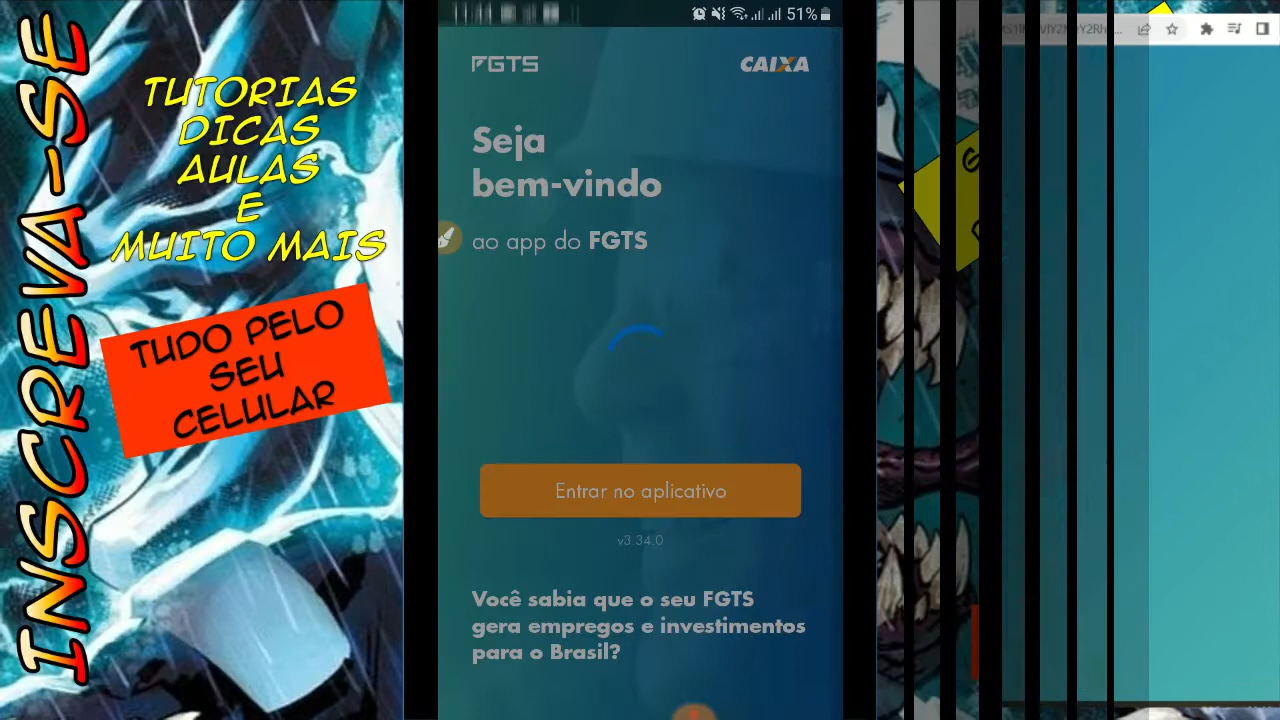 INSCREVA-SE
TUTORIAS
DICAS
AULAS
E
MUITO MAIS
TUDO PELO
SEU
CELULAR
51%
FGTS
CAIXA
Seja
bem-vindo
ao app do FGTS
Entrar no aplicativo
v3.34.0
Você sabia que o seu FGTS
gera empregos e investimentos
para o Brasil?